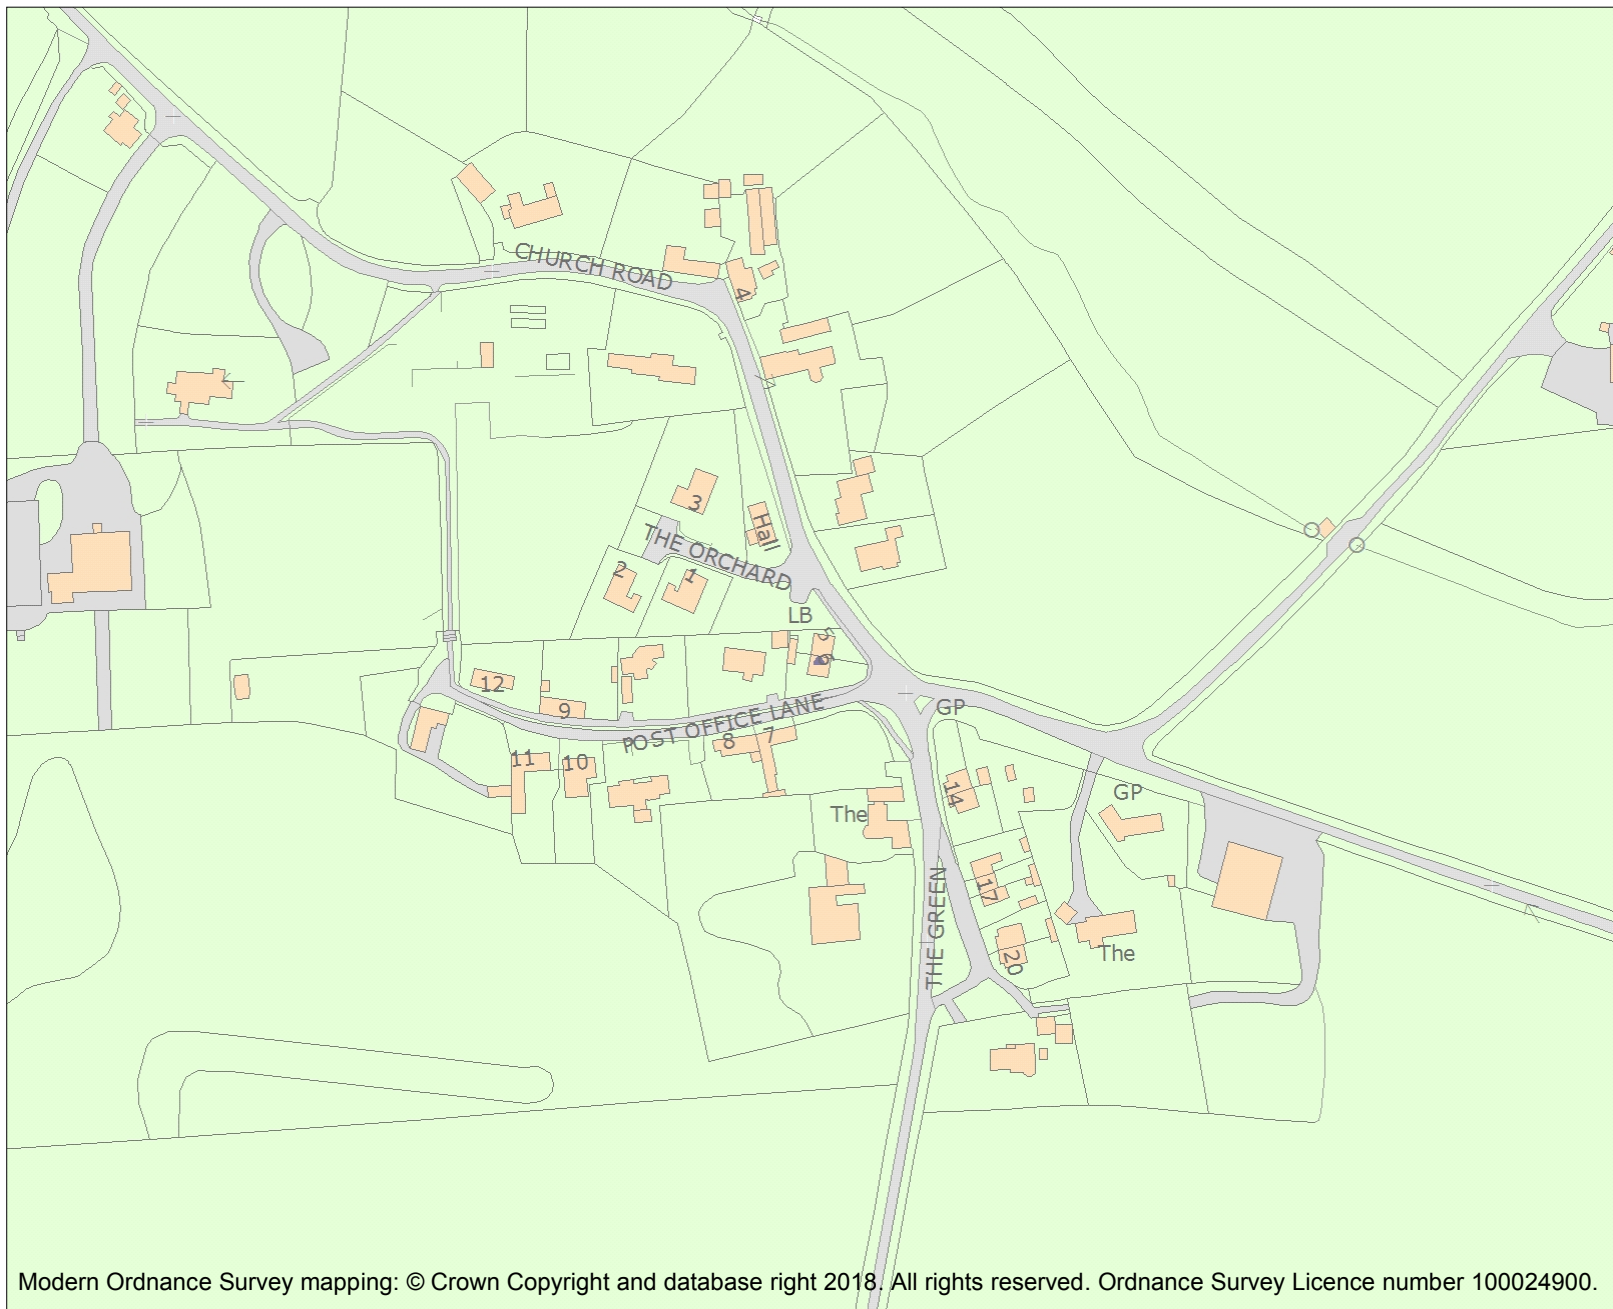 CHURCH ROAD
4
3
Hall
THE ORCHARD
2
1
LB
5
6
12
9
POST OFFICE LANE
GP
8
7
11
10
14
GP
The
17
THE GREEN
20
The
Modern Ordnance Survey mapping: © Crown Copyright and database right 2018. All rights reserved. Ordnance Survey Licence number 100024900.